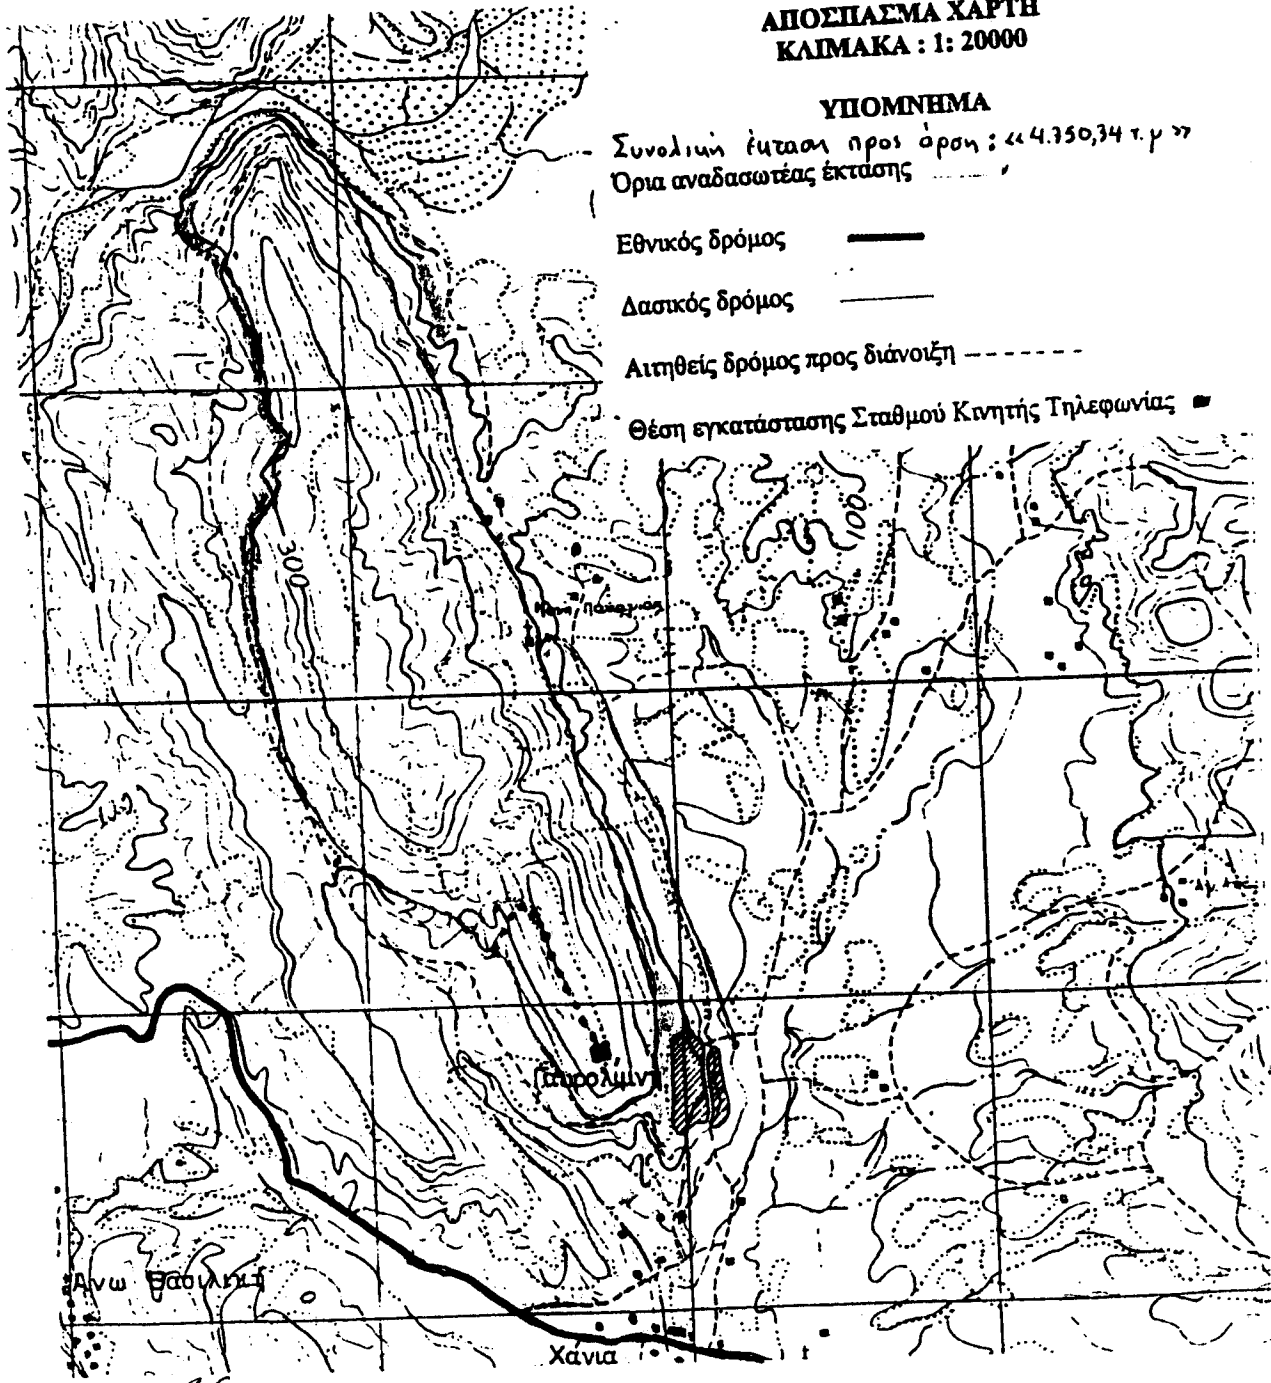 ΑΠΟΣΠΑΣΜΑ ΧΑΡΤΗ
ΚΛΙΜΑΚΑ : 1: 20000
ΥΠΟΜΝΗΜΑ
Συνολική έκταση προς άρση : «4.750,34 τ.μ»
Όρια αναδασωτέας έκτασης
Εθνικός δρόμος
Δασικός δρόμος
Αιτηθείς δρόμος προς διάνοιξη
Θέση εγκατάστασης Σταθμού Κινητής Τηλεφωνίας
100
300
Άνω Βασιλική
Χάνια